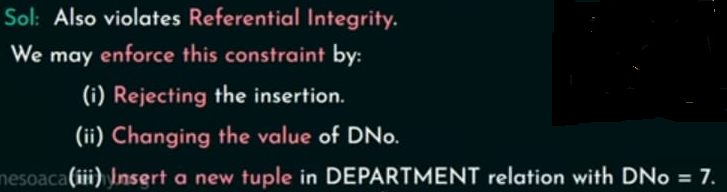 Sol: Also violates Referential Integrity.
We may enforce this constraint by:
(i) Rejecting the insertion.
(ii) Changing the value of DNo.
(iii) Insert a new tuple in DEPARTMENT relation with DNo = 7.